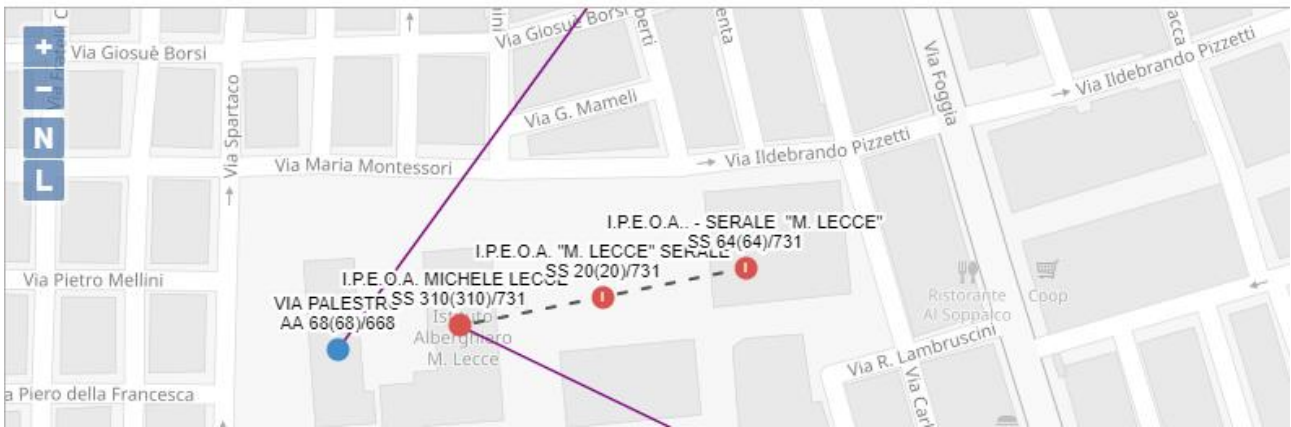 +
−
N
L
Via Giosuè Borsi
Via Spartaco
Via Giosuè Borsi
Via G. Mameli
Via Foggia
Via Ildebrando Pizzetti
Via Ildebrando Pizzetti
Via Maria Montessori
Via Pietro Mellini
I.P.E.O.A.. - SERALE "M. LECCE"
SS 64(64)/731
I.P.E.O.A. "M. LECCE" SERALE
SS 20(20)/731
I.P.E.O.A. MICHELE LECCE
SS 310(310)/731
VIA PALESTRO
AA 68(68)/668
Istituto
Alberghiero
M. Lecce
Ristorante
Al Soppalco
Coop
Via R. Lambruscini
a Piero della Francesca